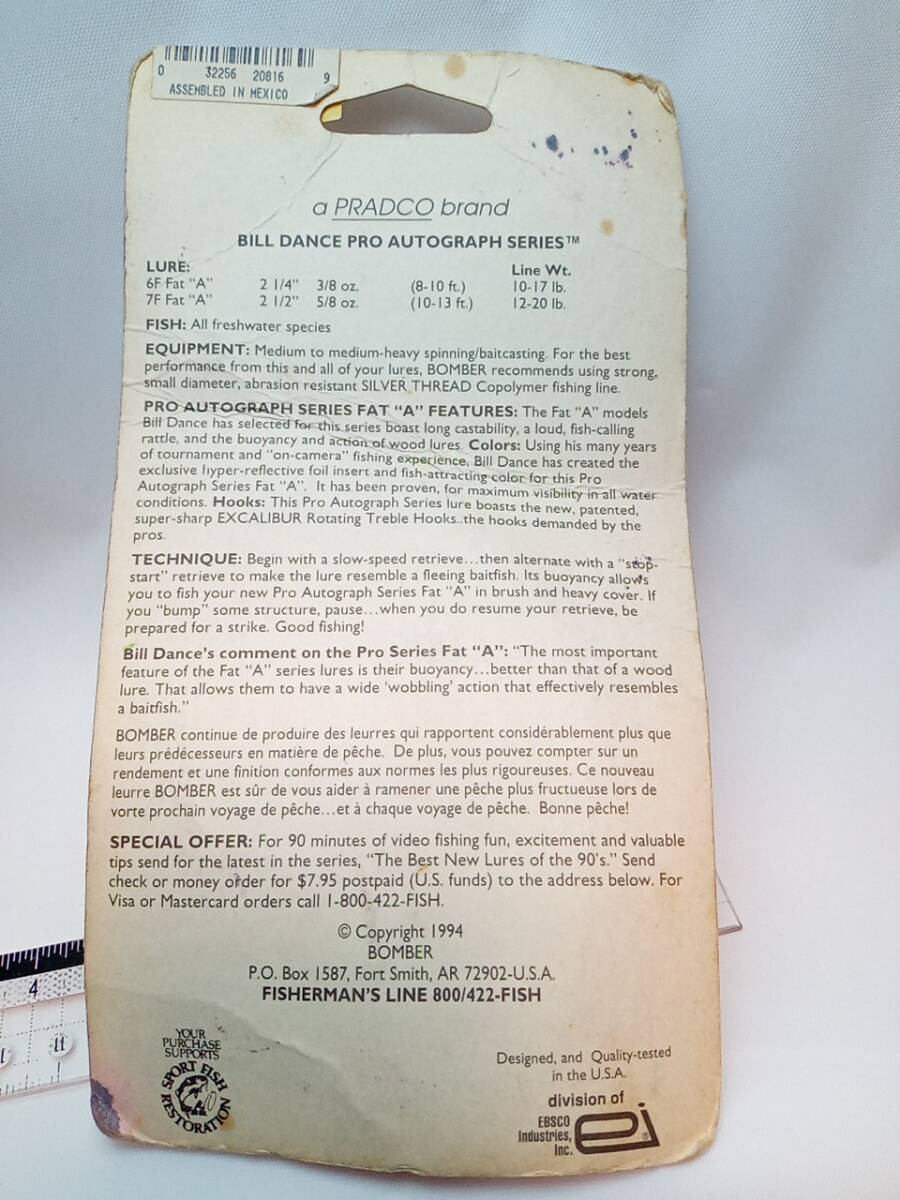 0 32256 20816 9
ASSEMBLED IN MEXICO
a PRADCO brand
BILL DANCE PRO AUTOGRAPH SERIES™
LURE: Line Wt.
6F Fat "A" 2 1/4" 3/8 oz. (8-10 ft.) 10-17 lb.
7F Fat "A" 2 1/2" 5/8 oz. (10-13 ft.) 12-20 lb.
FISH: All freshwater species
EQUIPMENT: Medium to medium-heavy spinning/baitcasting. For the best
performance from this and all of your lures, BOMBER recommends using strong,
small diameter, abrasion resistant SILVER THREAD Copolymer fishing line.
PRO AUTOGRAPH SERIES FAT "A" FEATURES: The Fat "A" models
Bill Dance has selected for this series boast long castability, a loud, fish-calling
rattle, and the buoyancy and action of wood lures. Colors: Using his many years
of tournament and "on-camera" fishing experience, Bill Dance has created the
exclusive hyper-reflective foil insert and fish-attracting color for this Pro
Autograph Series Fat "A". It has been proven, for maximum visibility in all water
conditions. Hooks: This Pro Autograph Series lure boasts the new, patented,
super-sharp EXCALIBUR Rotating Treble Hooks..the hooks demanded by the
pros.
TECHNIQUE: Begin with a slow-speed retrieve...then alternate with a "stop-
start" retrieve to make the lure resemble a fleeing baitfish. Its buoyancy allows
you to fish your new Pro Autograph Series Fat "A" in brush and heavy cover. If
you "bump" some structure, pause...when you do resume your retrieve, be
prepared for a strike. Good fishing!
Bill Dance's comment on the Pro Series Fat "A": "The most important
feature of the Fat "A" series lures is their buoyancy...better than that of a wood
lure. That allows them to have a wide 'wobbling' action that effectively resembles
a baitfish."
BOMBER continue de produire des leurres qui rapportent considérablement plus que
leurs prédécesseurs en matière de pêche. De plus, vous pouvez compter sur un
rendement et une finition conformes aux normes les plus rigoureuses. Ce nouveau
leurre BOMBER est sûr de vous aider à ramener une pêche plus fructueuse lors de
vorte prochain voyage de pêche...et à chaque voyage de pêche. Bonne pêche!
SPECIAL OFFER: For 90 minutes of video fishing fun, excitement and valuable
tips send for the latest in the series, "The Best New Lures of the 90's." Send
check or money order for $7.95 postpaid (U.S. funds) to the address below. For
Visa or Mastercard orders call 1-800-422-FISH.
© Copyright 1994
BOMBER
P.O. Box 1587, Fort Smith, AR 72902-U.S.A.
FISHERMAN'S LINE 800/422-FISH
4
11
YOUR
PURCHASE
SUPPORTS
SPORT FISH
RESTORATION
Designed, and Quality-tested
in the U.S.A.
division of
EBSCO
Industries,
Inc.
ei®